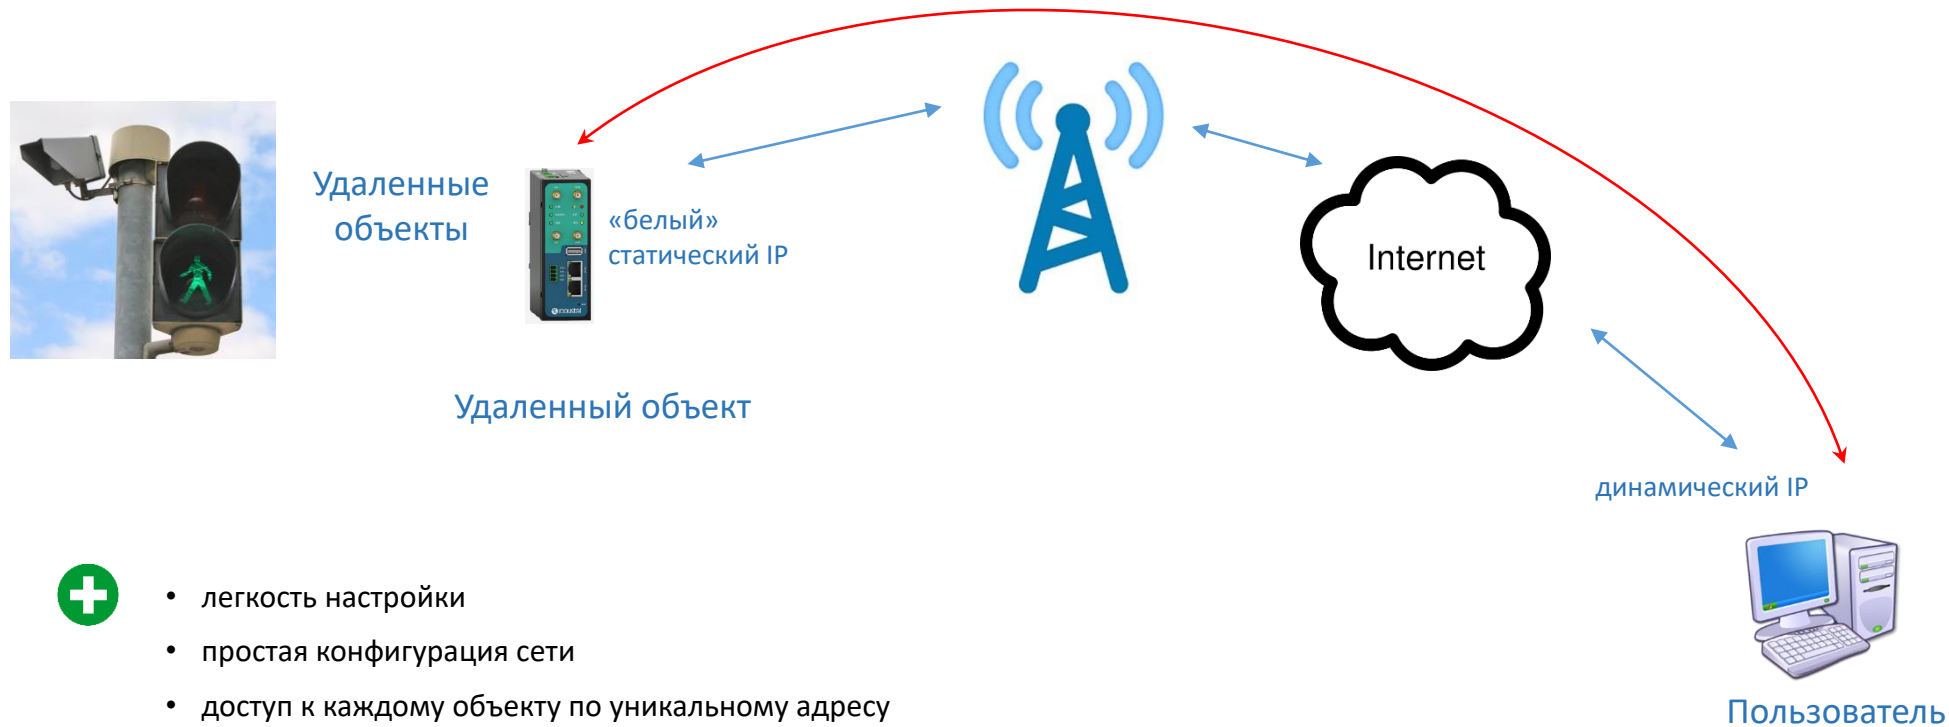 Удаленные
объекты
«белый»
статический IP
Internet
Удаленный объект
динамический IP
• легкость настройки
• простая конфигурация сети
• доступ к каждому объекту по уникальному адресу
Пользователь